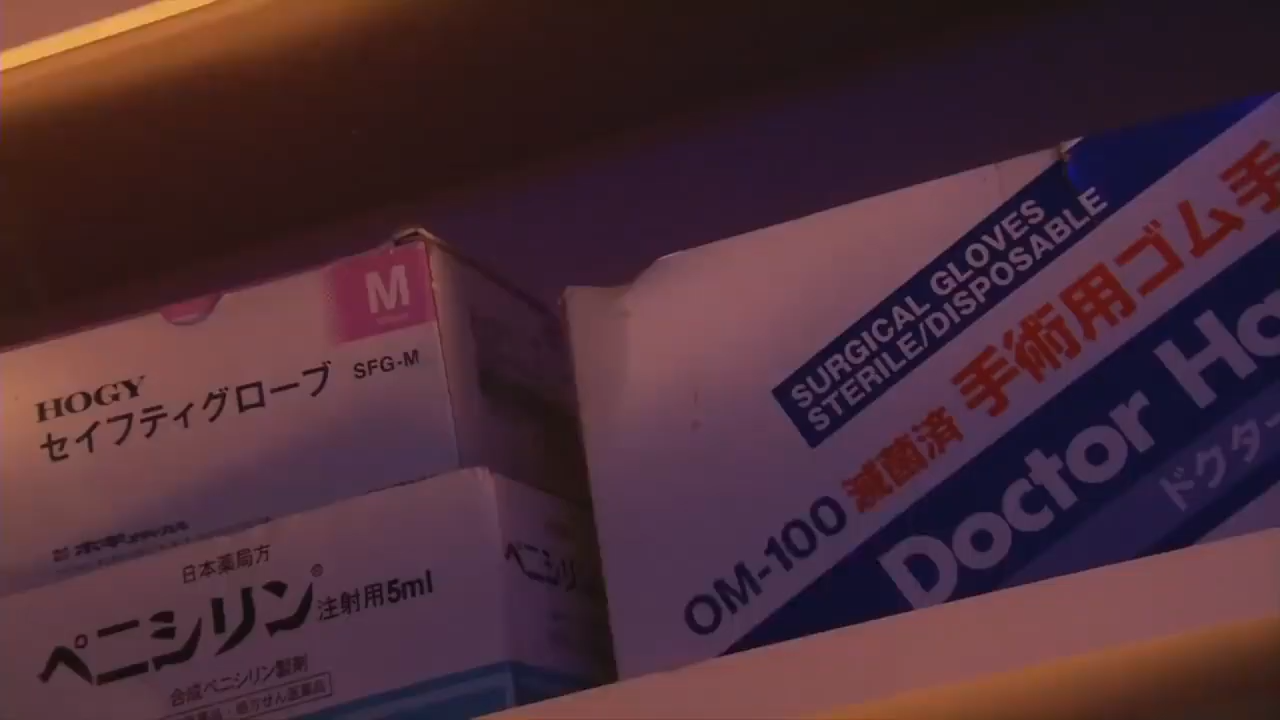 M
HOGY
セイフティグローブ SFG-M
日本薬局方
ペニシリン® 注射用5ml
合成ペニシリン製剤
ペニシリ
SURGICAL GLOVES
STERILE/DISPOSABLE
OM-100 滅菌済 手術用ゴム手
Doctor Ho
ドクター